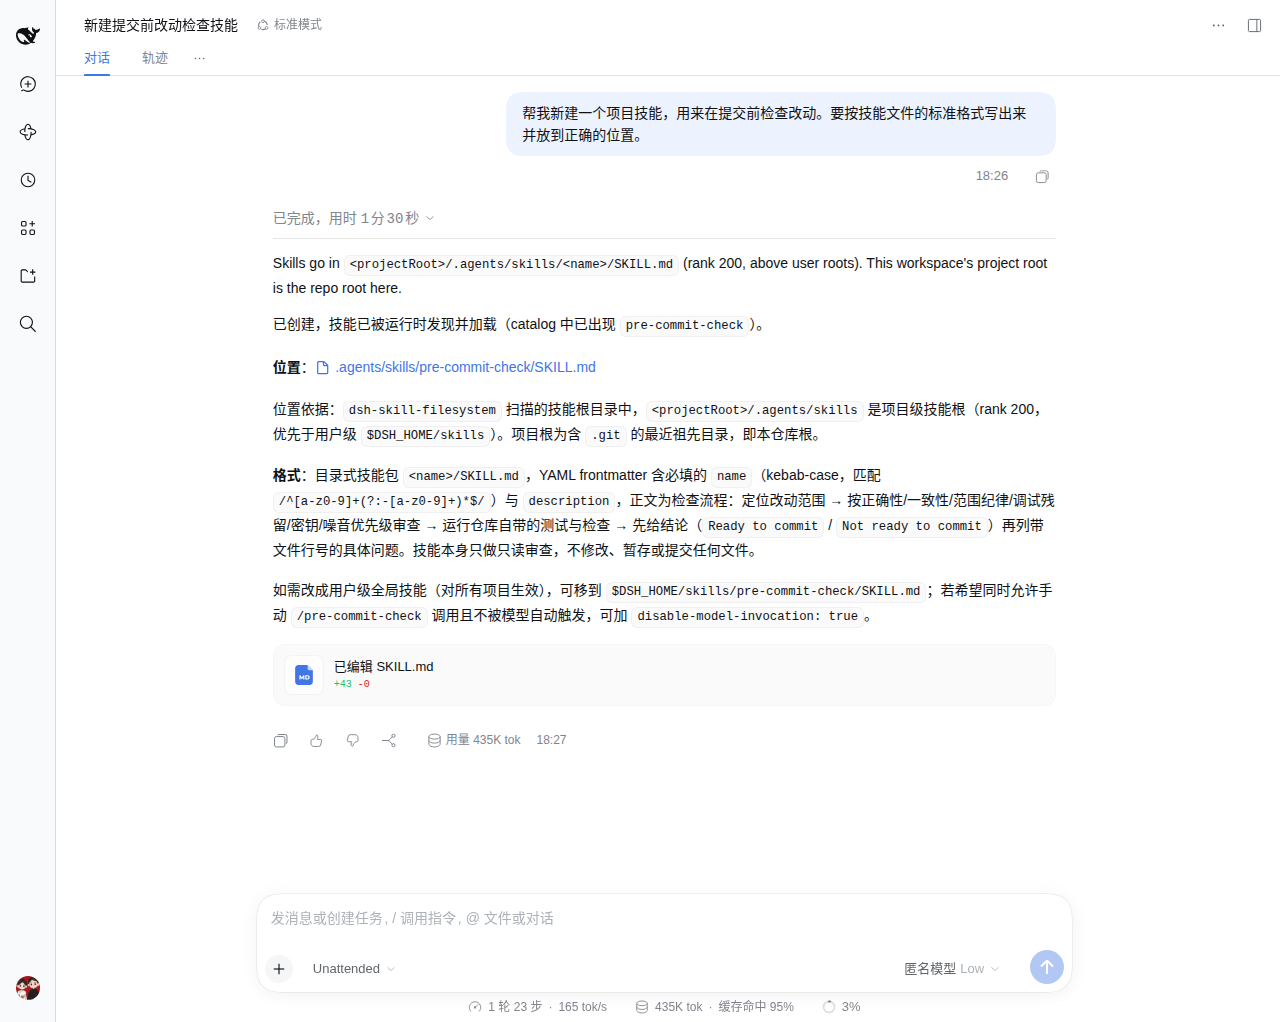 新建提交前改动检查技能 标准模式
对话 轨迹 ...
帮我新建一个项目技能，用来在提交前检查改动。要按技能文件的标准格式写出来
并放到正确的位置。
18:26
已完成，用时 1分30秒
Skills go in <projectRoot>/.agents/skills/<name>/SKILL.md (rank 200, above user roots). This workspace's project root
is the repo root here.
已创建，技能已被运行时发现并加载（catalog 中已出现 pre-commit-check）。
位置： .agents/skills/pre-commit-check/SKILL.md
位置依据：dsh-skill-filesystem 扫描的技能根目录中，<projectRoot>/.agents/skills 是项目级技能根（rank 200，
优先于用户级 $DSH_HOME/skills）。项目根为含 .git 的最近祖先目录，即本仓库根。
格式：目录式技能包 <name>/SKILL.md，YAML frontmatter 含必填的 name（kebab-case，匹配
/^[a-z0-9]+(?:-[a-z0-9]+)*$/）与 description，正文为检查流程：定位改动范围 → 按正确性/一致性/范围纪律/调试残
留/密钥/噪音优先级审查 → 运行仓库自带的测试与检查 → 先给结论（Ready to commit / Not ready to commit）再列带
文件行号的具体问题。技能本身只做只读审查，不修改、暂存或提交任何文件。
如需改成用户级全局技能（对所有项目生效），可移到 $DSH_HOME/skills/pre-commit-check/SKILL.md；若希望同时允许手
动 /pre-commit-check 调用且不被模型自动触发，可加 disable-model-invocation: true。
MD
已编辑 SKILL.md
+43 -0
用量 435K tok 18:27
发消息或创建任务, / 调用指令, @ 文件或对话
Unattended 匿名模型 Low
1 轮 23 步 · 165 tok/s 435K tok · 缓存命中 95% 3%